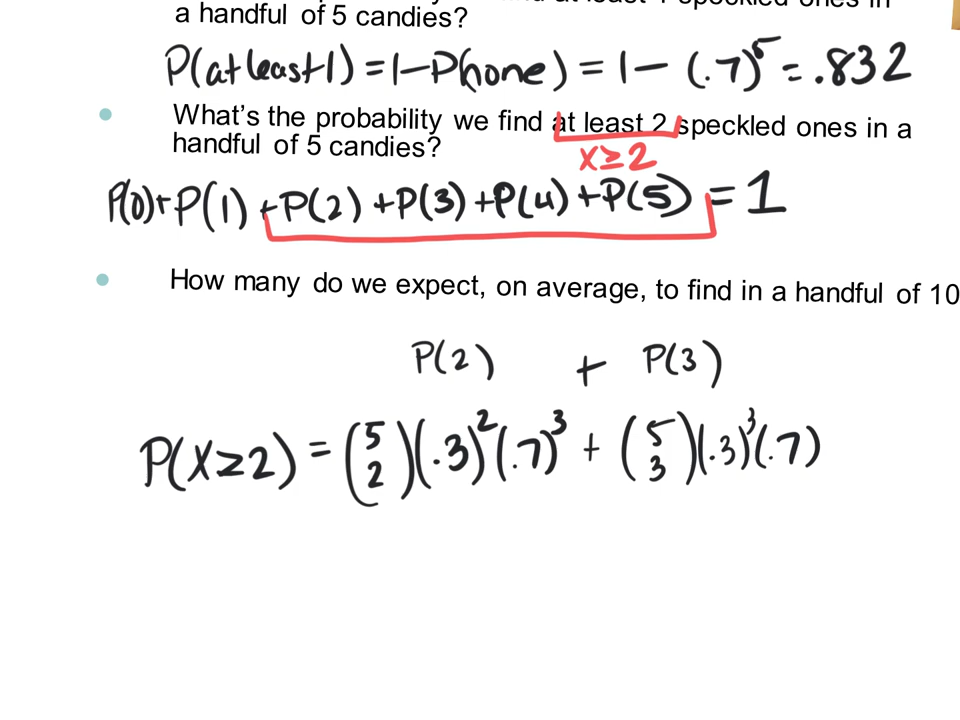 a handful of 5 candies?
P(at least 1) = 1 - P(none) = 1 - (.7)^5 = .832
• What's the probability we find at least 2 speckled ones in a
handful of 5 candies?
X≥2
P(0) + P(1) + P(2) + P(3) + P(4) + P(5) = 1
• How many do we expect, on average, to find in a handful of 10
P(2) + P(3)
P(X≥2) = (5 2)(.3)^2(.7)^3 + (5 3)(.3)^3(.7)